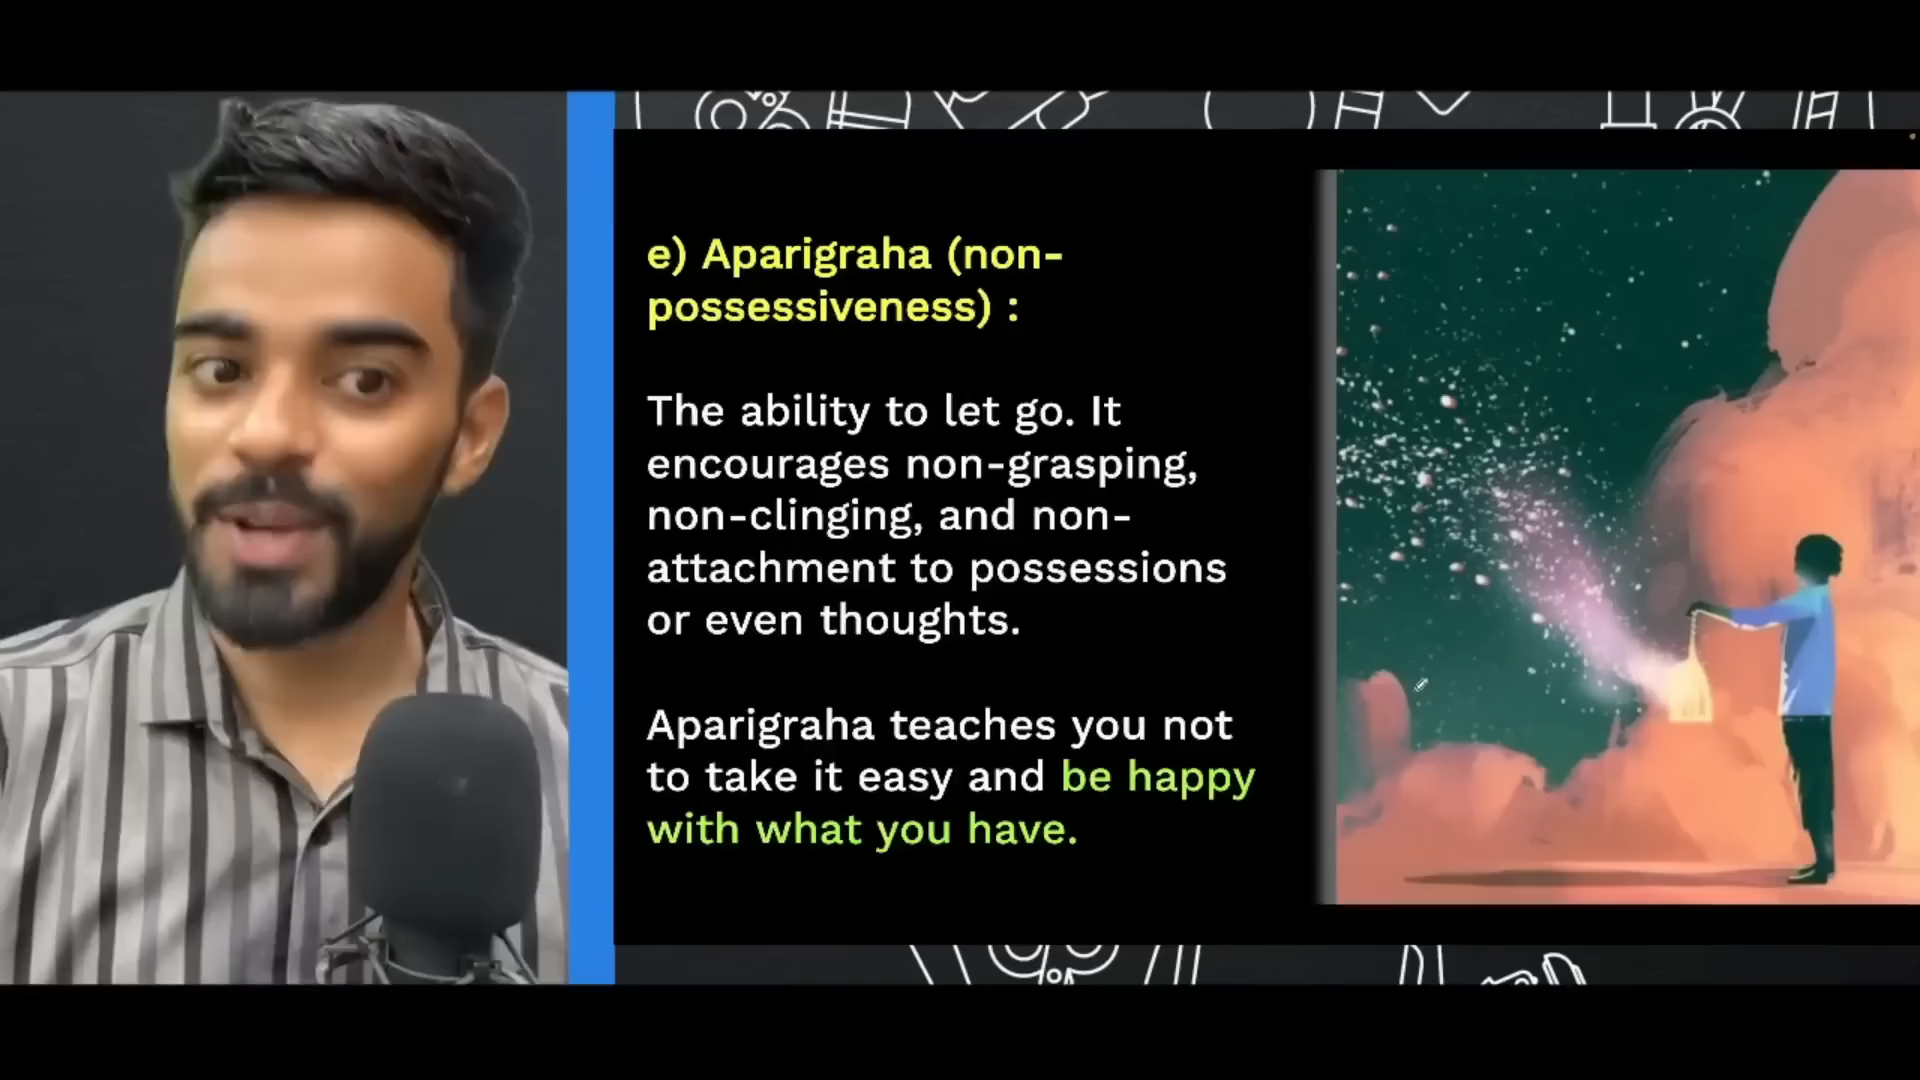 e) Aparigraha (non-
possessiveness) :
The ability to let go. It
encourages non-grasping,
non-clinging, and non-
attachment to possessions
or even thoughts.
Aparigraha teaches you not
to take it easy and be happy
with what you have.